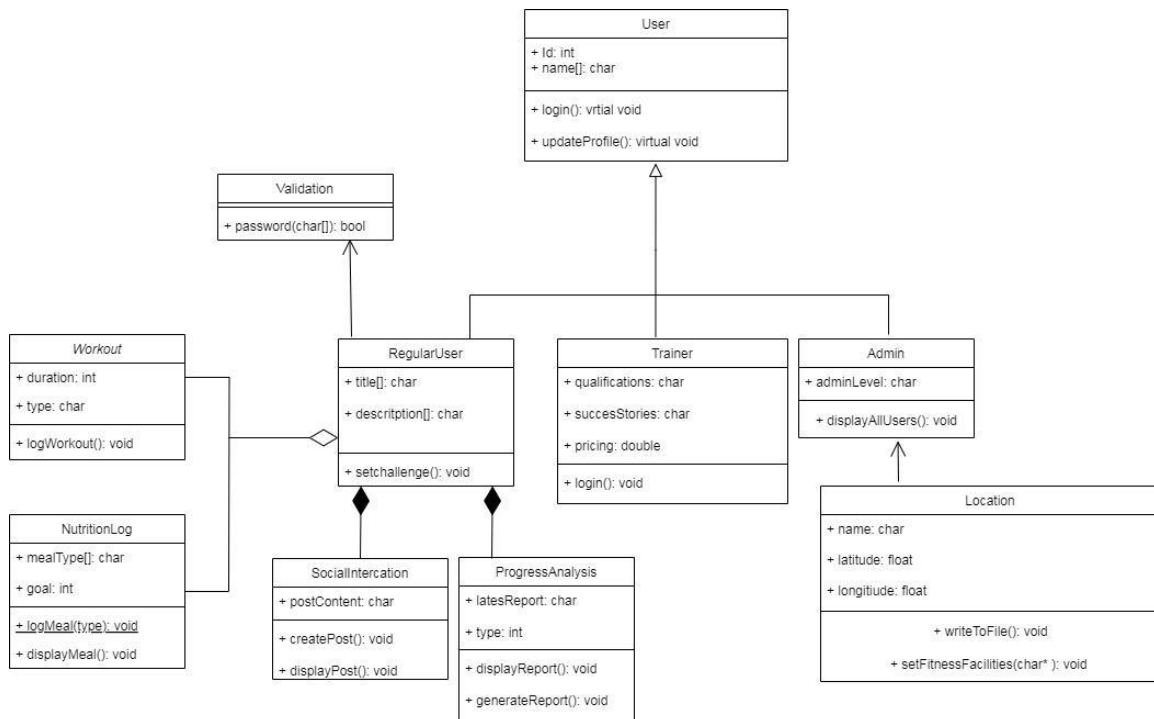 User
+ Id: int
+ name[]: char
+ login(): vrtial void
+ updateProfile(): virtual void
Validation
+ password(char[]): bool
Workout
+ duration: int
+ type: char
+ logWorkout(): void
RegularUser
+ title[]: char
+ descritption[]: char
+ setchallenge(): void
Trainer
+ qualifications: char
+ succesStories: char
+ pricing: double
+ login(): void
Admin
+ adminLevel: char
+ displayAllUsers(): void
NutritionLog
+ mealType[]: char
+ goal: int
+ logMeal(type): void
+ displayMeal(): void
SocialIntercation
+ postContent: char
+ createPost(): void
+ displayPost(): void
ProgressAnalysis
+ latesReport: char
+ type: int
+ displayReport(): void
+ generateReport(): void
Location
+ name: char
+ latitude: float
+ longitiude: float
+ writeToFile(): void
+ setFitnessFacilities(char* ): void